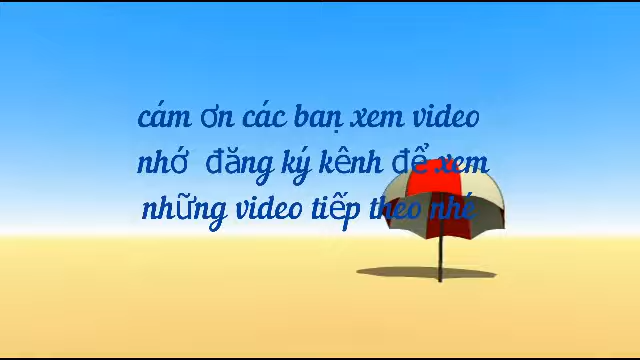 cám ơn các bạn xem video
nhớ đăng ký kênh để xem
những video tiếp theo nhé